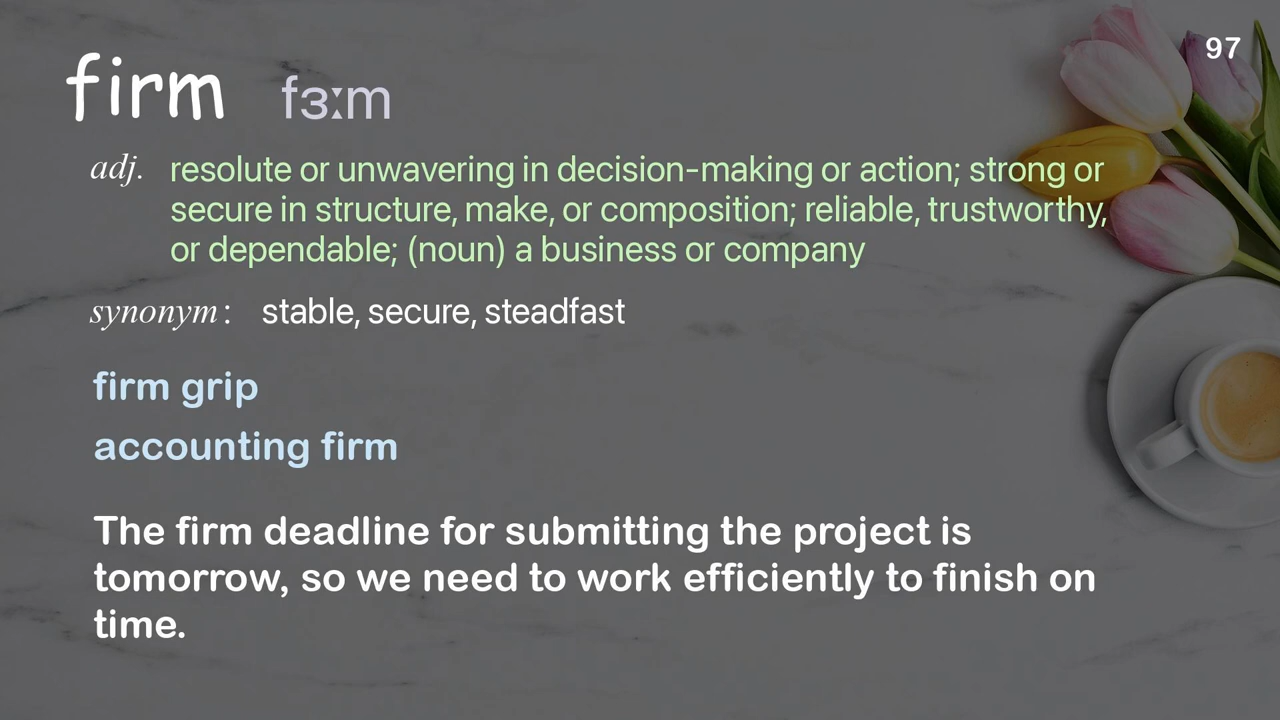 97
firm fɜːm
adj. resolute or unwavering in decision-making or action; strong or
secure in structure, make, or composition; reliable, trustworthy,
or dependable; (noun) a business or company
synonym: stable, secure, steadfast
firm grip
accounting firm
The firm deadline for submitting the project is
tomorrow, so we need to work efficiently to finish on
time.